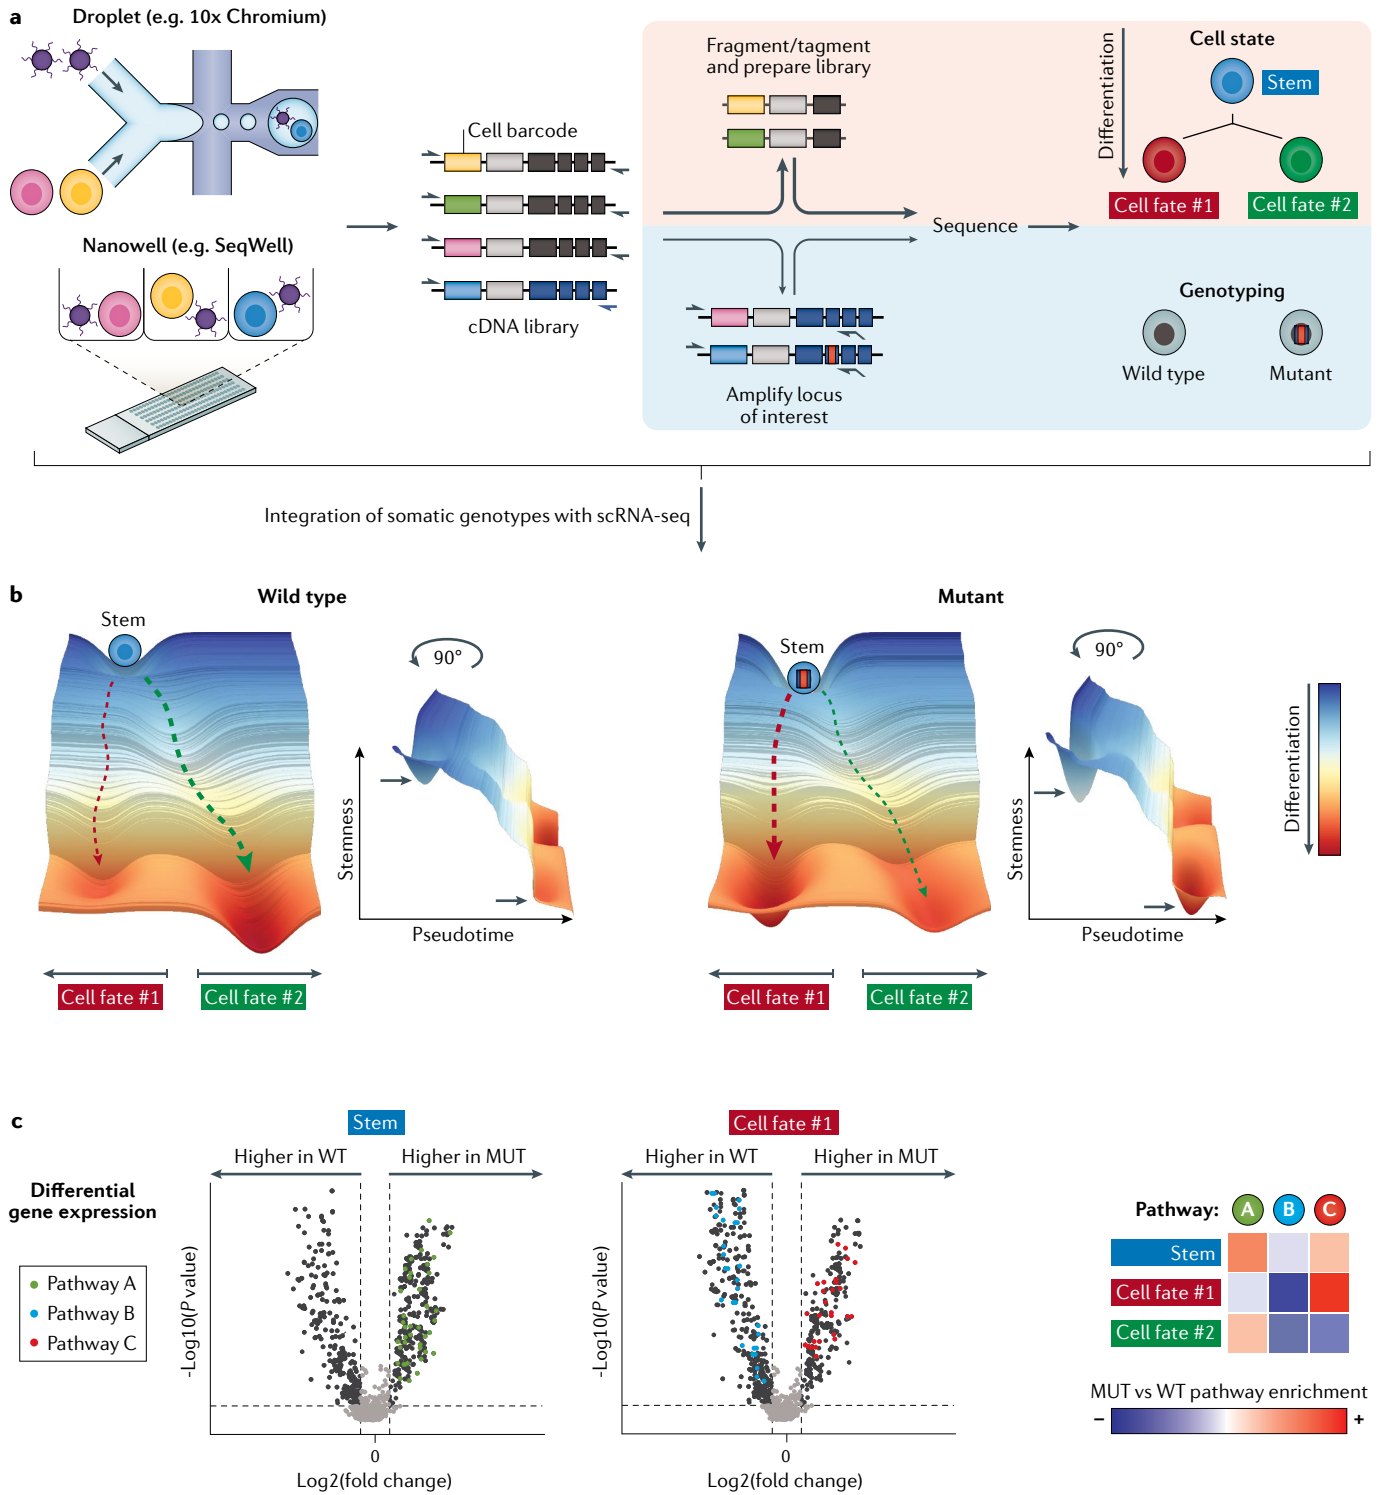 a
Droplet (e.g. 10x Chromium)
Nanowell (e.g. SeqWell)
Cell barcode
cDNA library
Fragment/tagment
and prepare library
Amplify locus
of interest
Sequence
Differentiation
Cell state
Stem
Cell fate #1
Cell fate #2
Genotyping
Wild type
Mutant
Integration of somatic genotypes with scRNA-seq
b
Wild type
Stem
90°
Stemness
Pseudotime
Cell fate #1
Cell fate #2
Mutant
Stem
90°
Stemness
Pseudotime
Differentiation
Cell fate #1
Cell fate #2
c
Differential
gene expression
Pathway A
Pathway B
Pathway C
Stem
Higher in WT
Higher in MUT
-Log10(P value)
0
Log2(fold change)
Cell fate #1
Higher in WT
Higher in MUT
-Log10(P value)
0
Log2(fold change)
Pathway: A B C
Stem
Cell fate #1
Cell fate #2
MUT vs WT pathway enrichment
– +